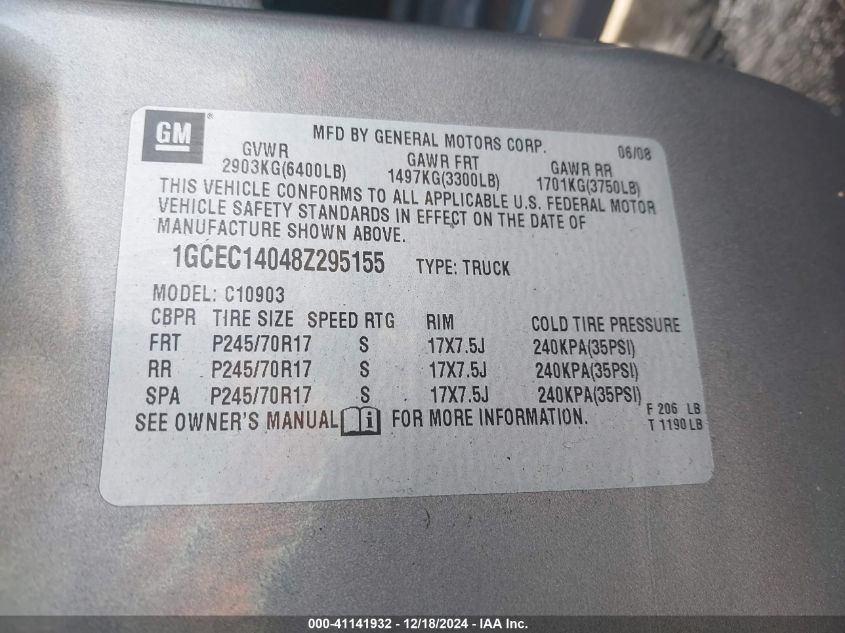 GM®
MFD BY GENERAL MOTORS CORP. 06/08
GVWR GAWR FRT GAWR RR
2903KG(6400LB) 1497KG(3300LB) 1701KG(3750LB)
THIS VEHICLE CONFORMS TO ALL APPLICABLE U.S. FEDERAL MOTOR
VEHICLE SAFETY STANDARDS IN EFFECT ON THE DATE OF
MANUFACTURE SHOWN ABOVE.
1GCEC14048Z295155 TYPE: TRUCK
MODEL: C10903
CBPR TIRE SIZE SPEED RTG RIM COLD TIRE PRESSURE
FRT P245/70R17 S 17X7.5J 240KPA(35PSI)
RR P245/70R17 S 17X7.5J 240KPA(35PSI)
SPA P245/70R17 S 17X7.5J 240KPA(35PSI)
SEE OWNER'S MANUAL i FOR MORE INFORMATION.
F 206 LB
T 1190 LB
000-41141932 - 12/18/2024 - IAA Inc.